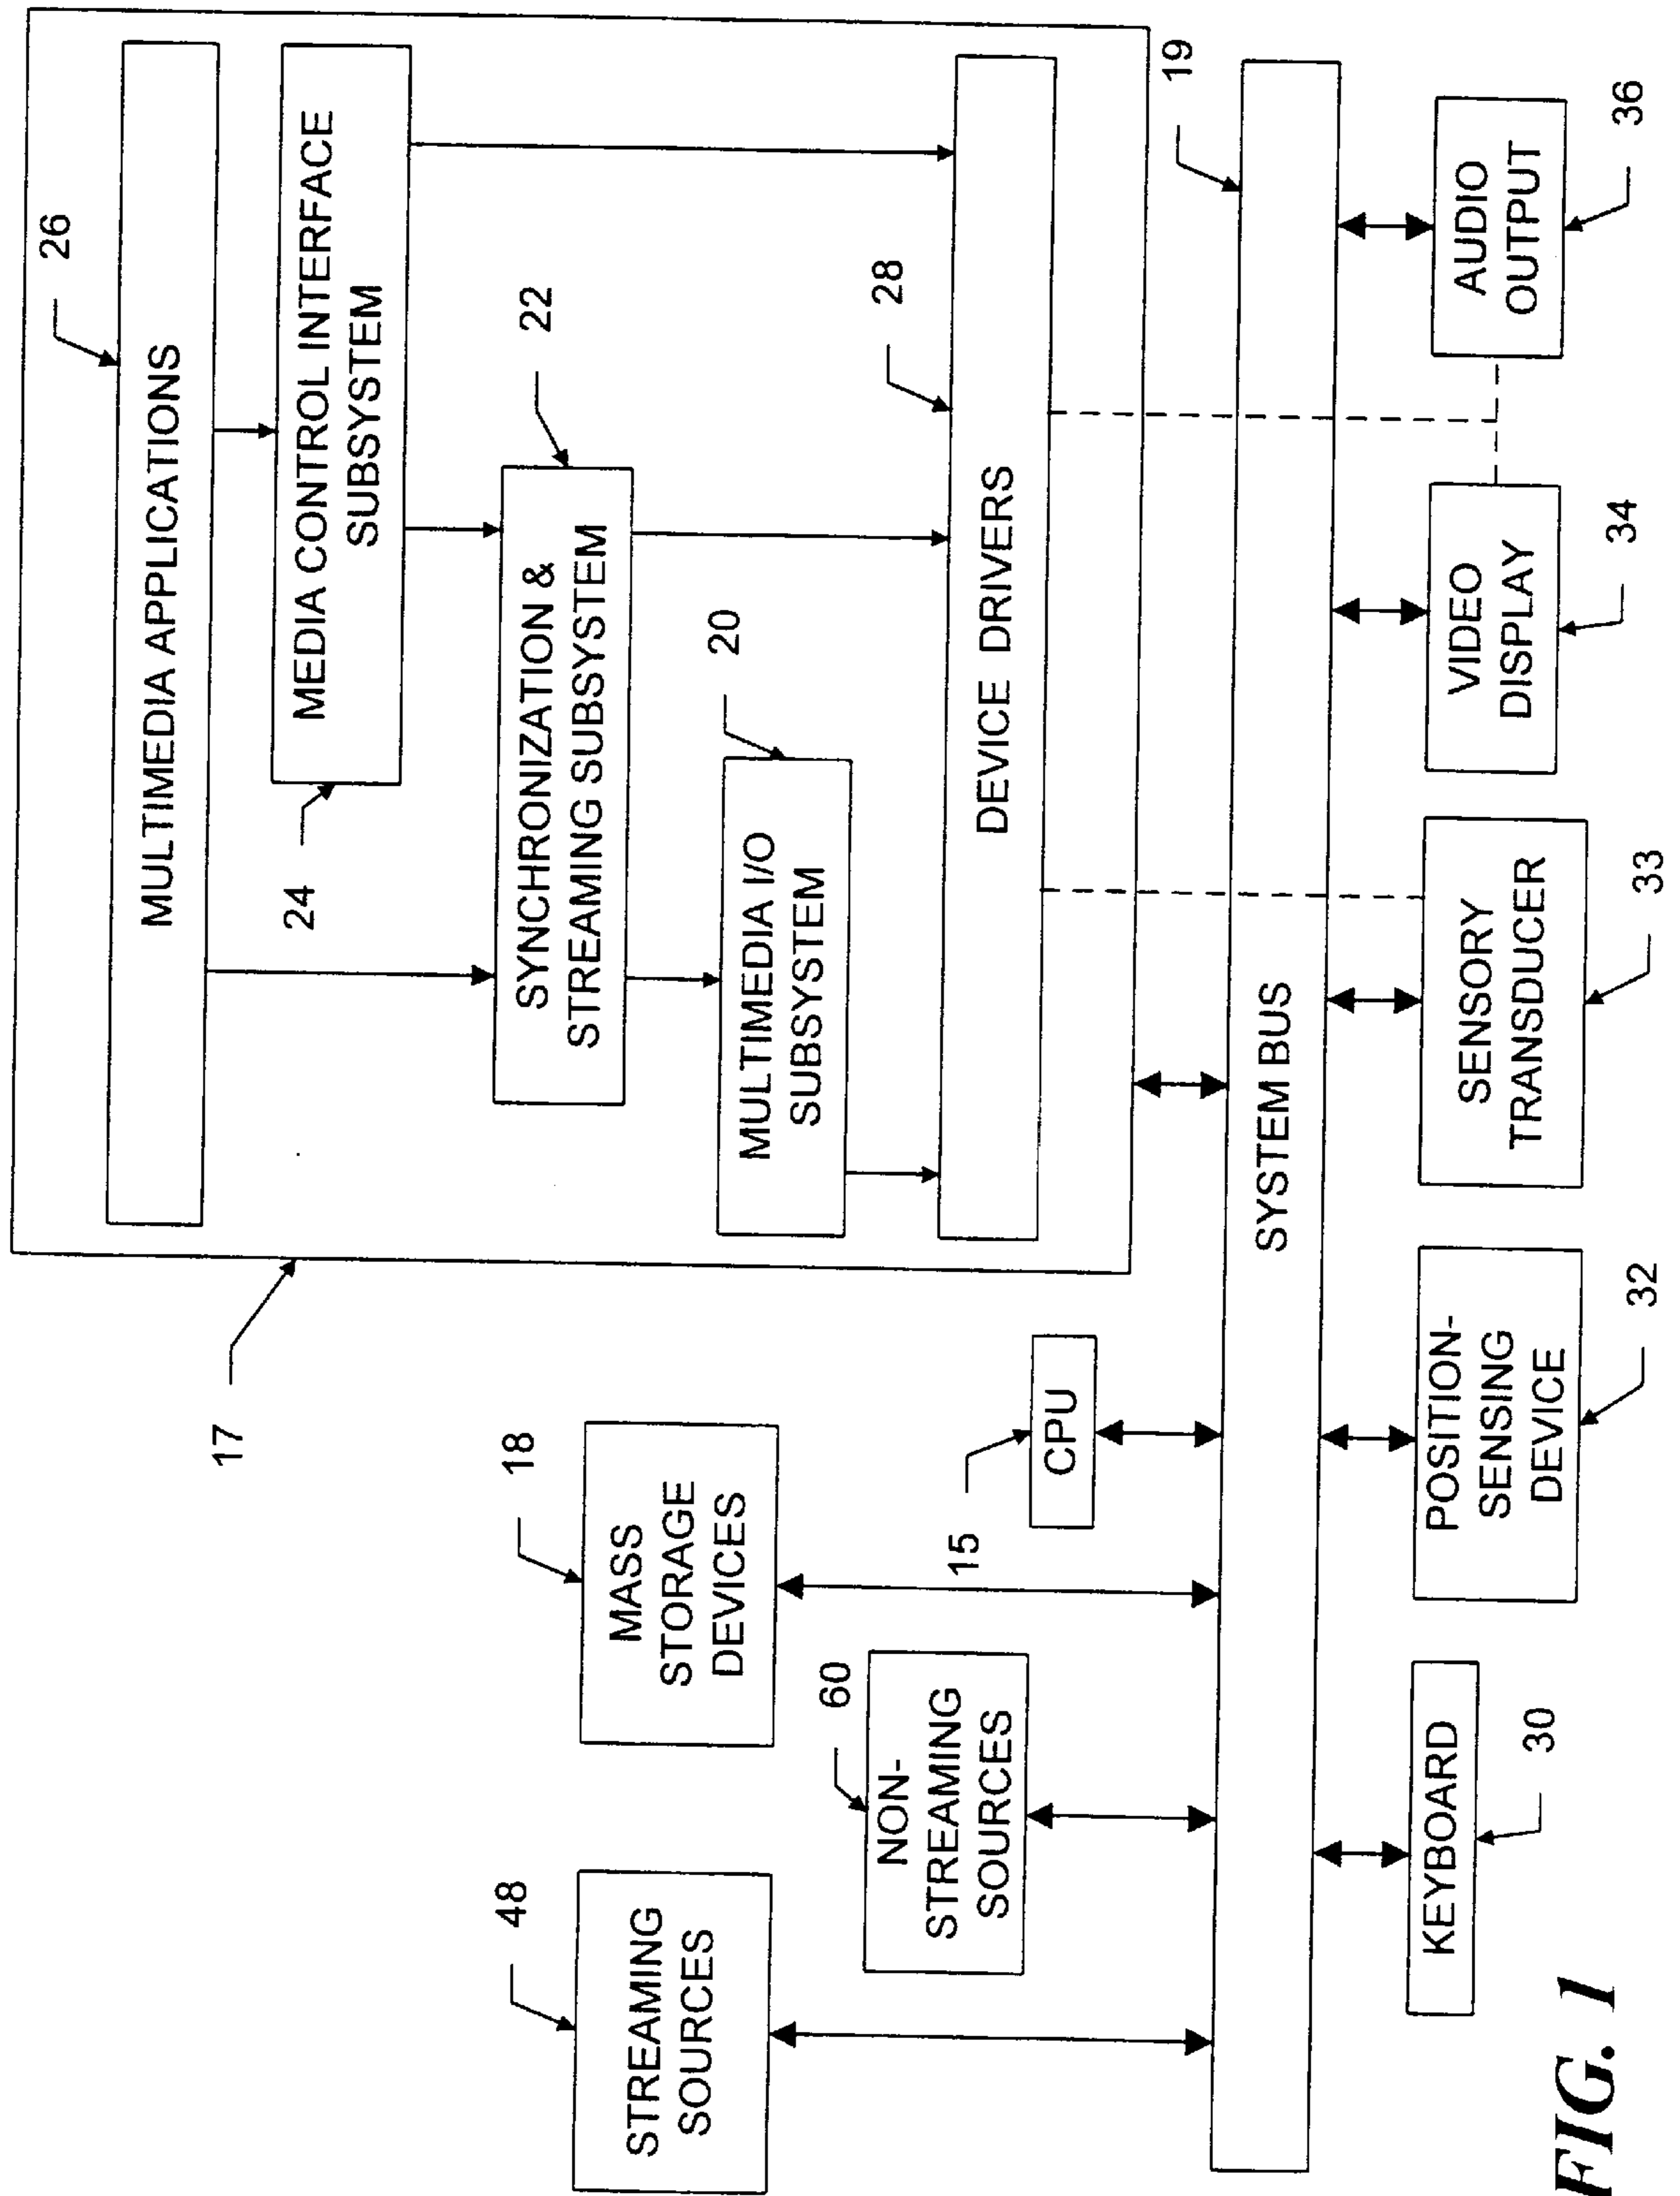 26
MULTIMEDIA APPLICATIONS
MEDIA CONTROL INTERFACE
SUBSYSTEM
24
22
SYNCHRONIZATION &
STREAMING SUBSYSTEM
20
MULTIMEDIA I/O
SUBSYSTEM
28
DEVICE DRIVERS
17
48
STREAMING
SOURCES
60
NON-
STREAMING
SOURCES
18
MASS
STORAGE
DEVICES
15
CPU
19
SYSTEM BUS
KEYBOARD
30
POSITION-
SENSING
DEVICE
32
SENSORY
TRANSDUCER
33
VIDEO
DISPLAY
34
AUDIO
OUTPUT
36
FIG. 1